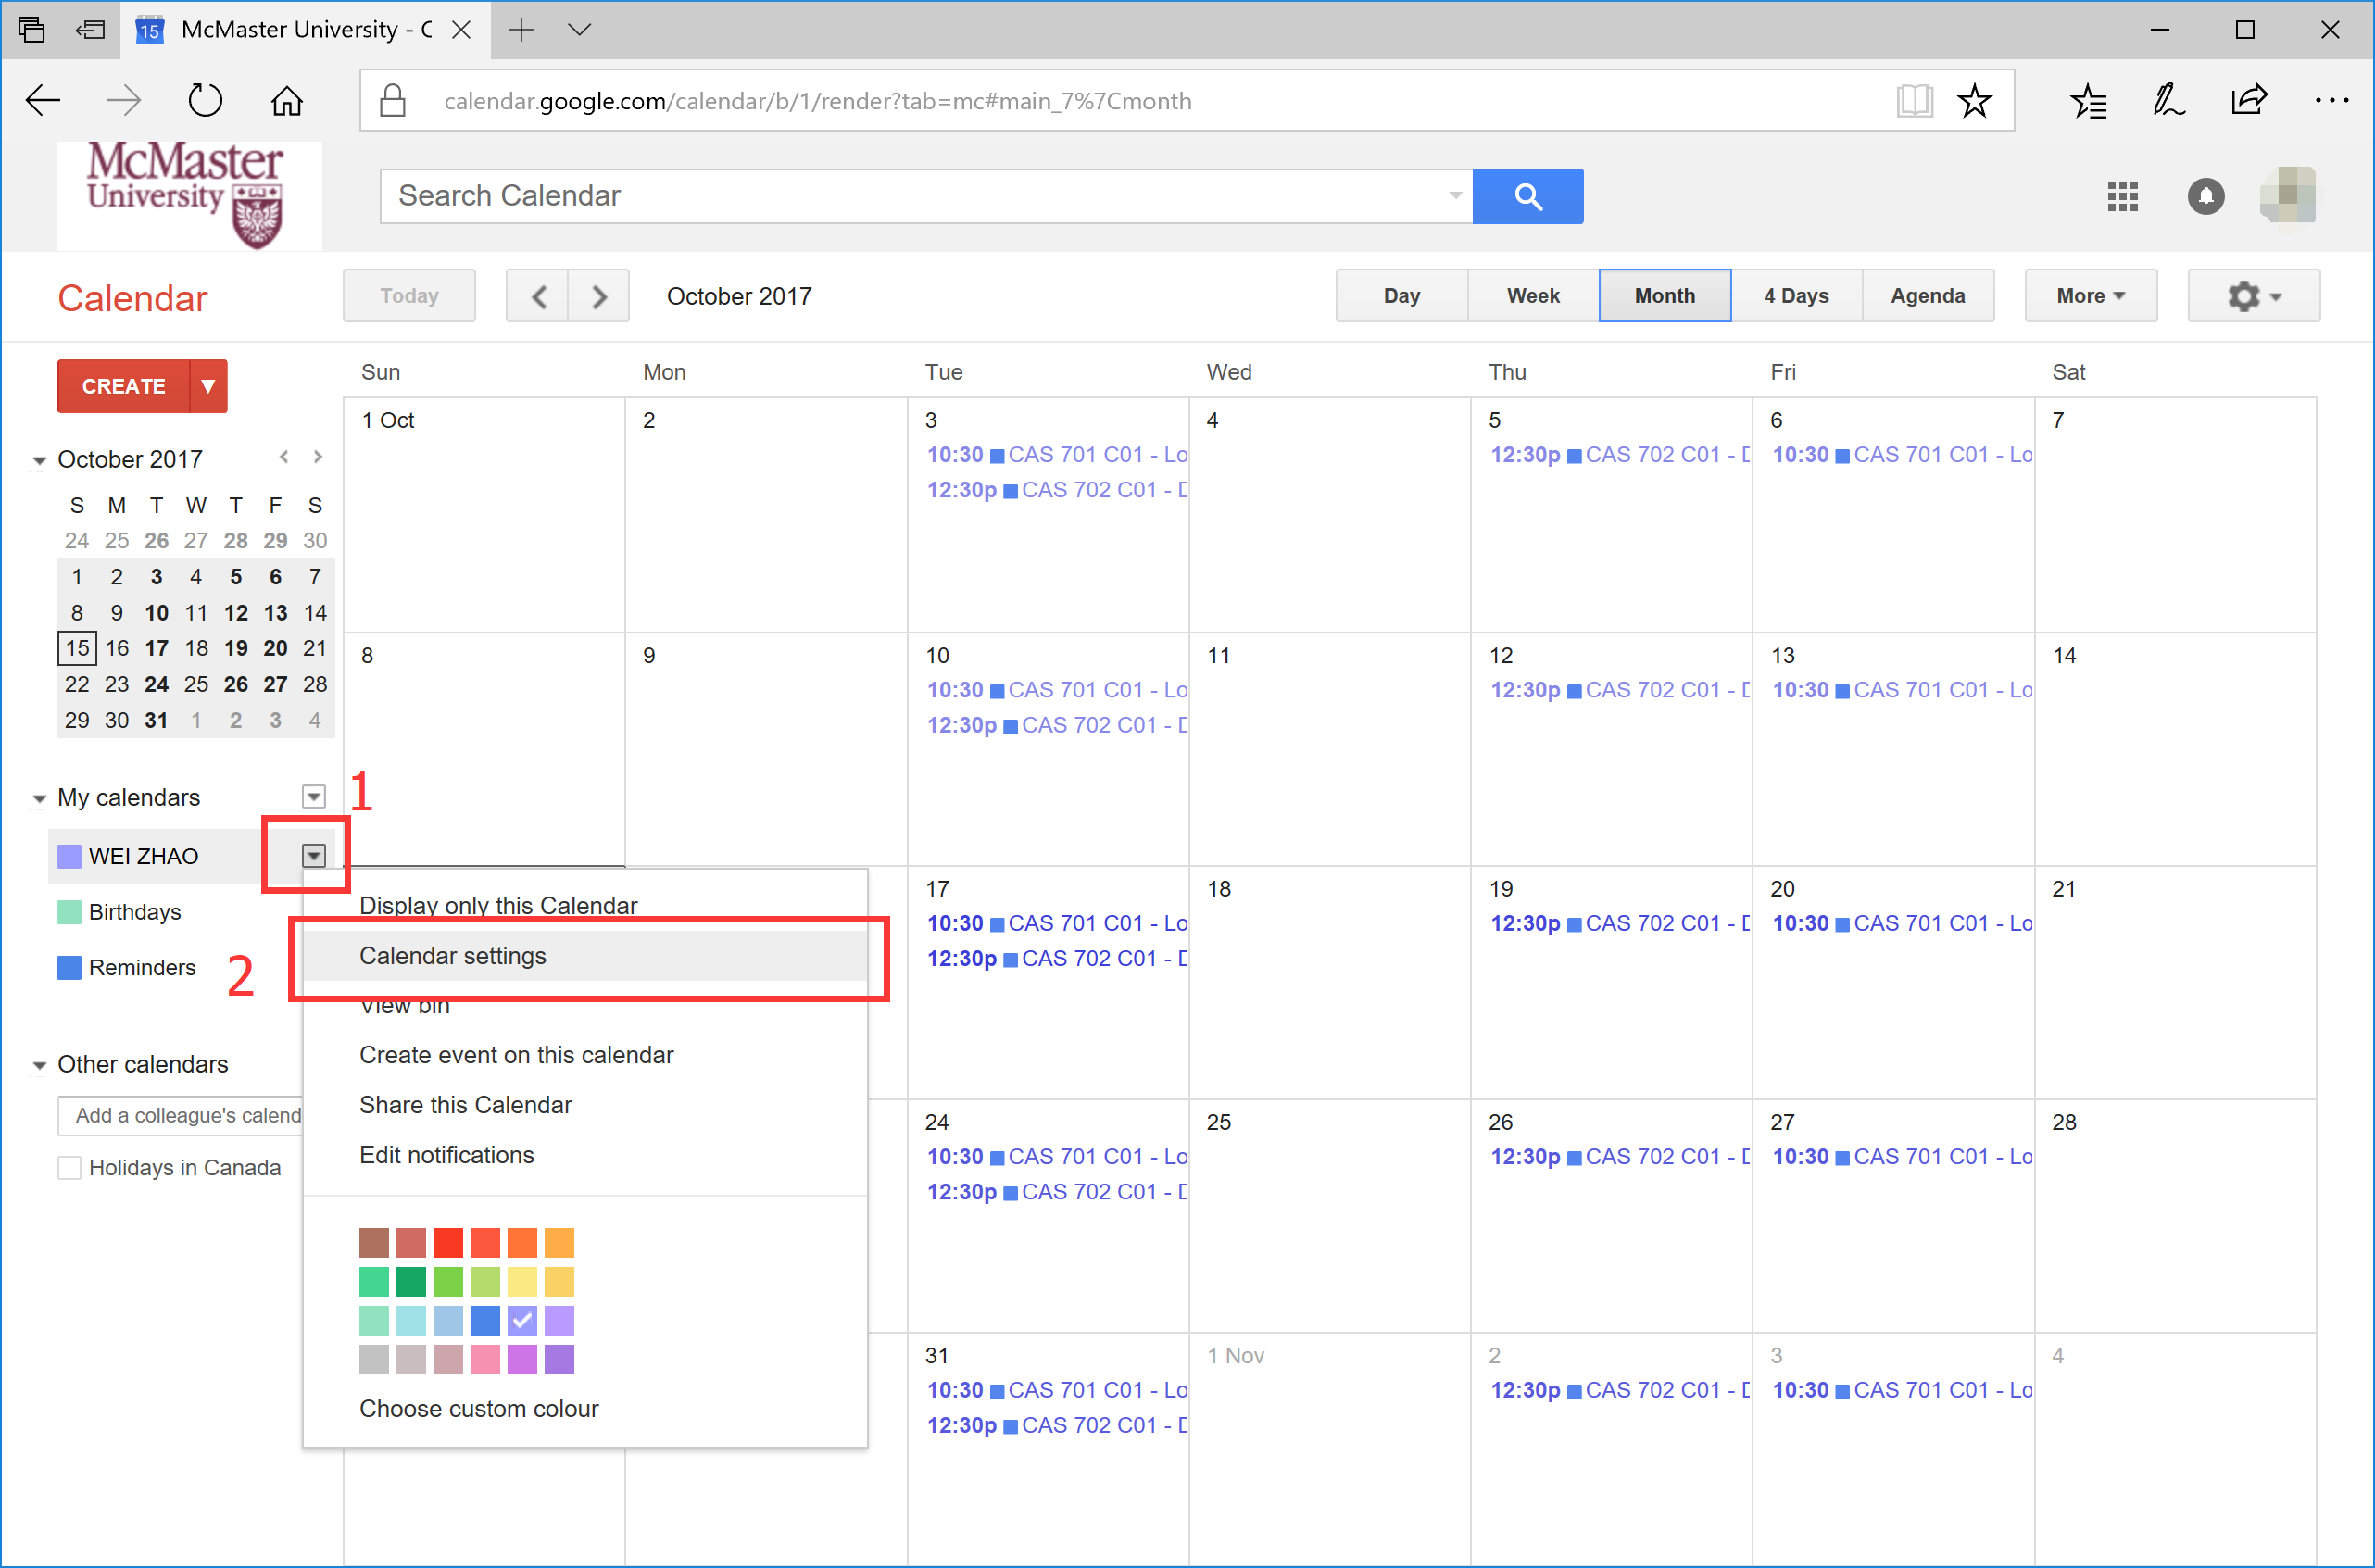 15 McMaster University - C
calendar.google.com/calendar/b/1/render?tab=mc#main_7%7Cmonth
McMaster
University
Search Calendar
Calendar
Today
October 2017
Day Week Month 4 Days Agenda More
CREATE
October 2017
S M T W T F S
24 25 26 27 28 29 30
1 2 3 4 5 6 7
8 9 10 11 12 13 14
15 16 17 18 19 20 21
22 23 24 25 26 27 28
29 30 31 1 2 3 4
My calendars
1
WEI ZHAO
Birthdays
Reminders
2
Other calendars
Add a colleague's calend
Holidays in Canada
Display only this Calendar
Calendar settings
View bin
Create event on this calendar
Share this Calendar
Edit notifications
Choose custom colour
Sun Mon Tue Wed Thu Fri Sat
1 Oct 2 3 4 5 6 7
10:30 CAS 701 C01 - Lo 12:30p CAS 702 C01 - D 10:30 CAS 701 C01 - Lo
12:30p CAS 702 C01 - D
8 9 10 11 12 13 14
10:30 CAS 701 C01 - Lo 12:30p CAS 702 C01 - D 10:30 CAS 701 C01 - Lo
12:30p CAS 702 C01 - D
17 18 19 20 21
10:30 CAS 701 C01 - Lo 12:30p CAS 702 C01 - D 10:30 CAS 701 C01 - Lo
12:30p CAS 702 C01 - D
24 25 26 27 28
10:30 CAS 701 C01 - Lo 12:30p CAS 702 C01 - D 10:30 CAS 701 C01 - Lo
12:30p CAS 702 C01 - D
31 1 Nov 2 3 4
10:30 CAS 701 C01 - Lo 12:30p CAS 702 C01 - D 10:30 CAS 701 C01 - Lo
12:30p CAS 702 C01 - D